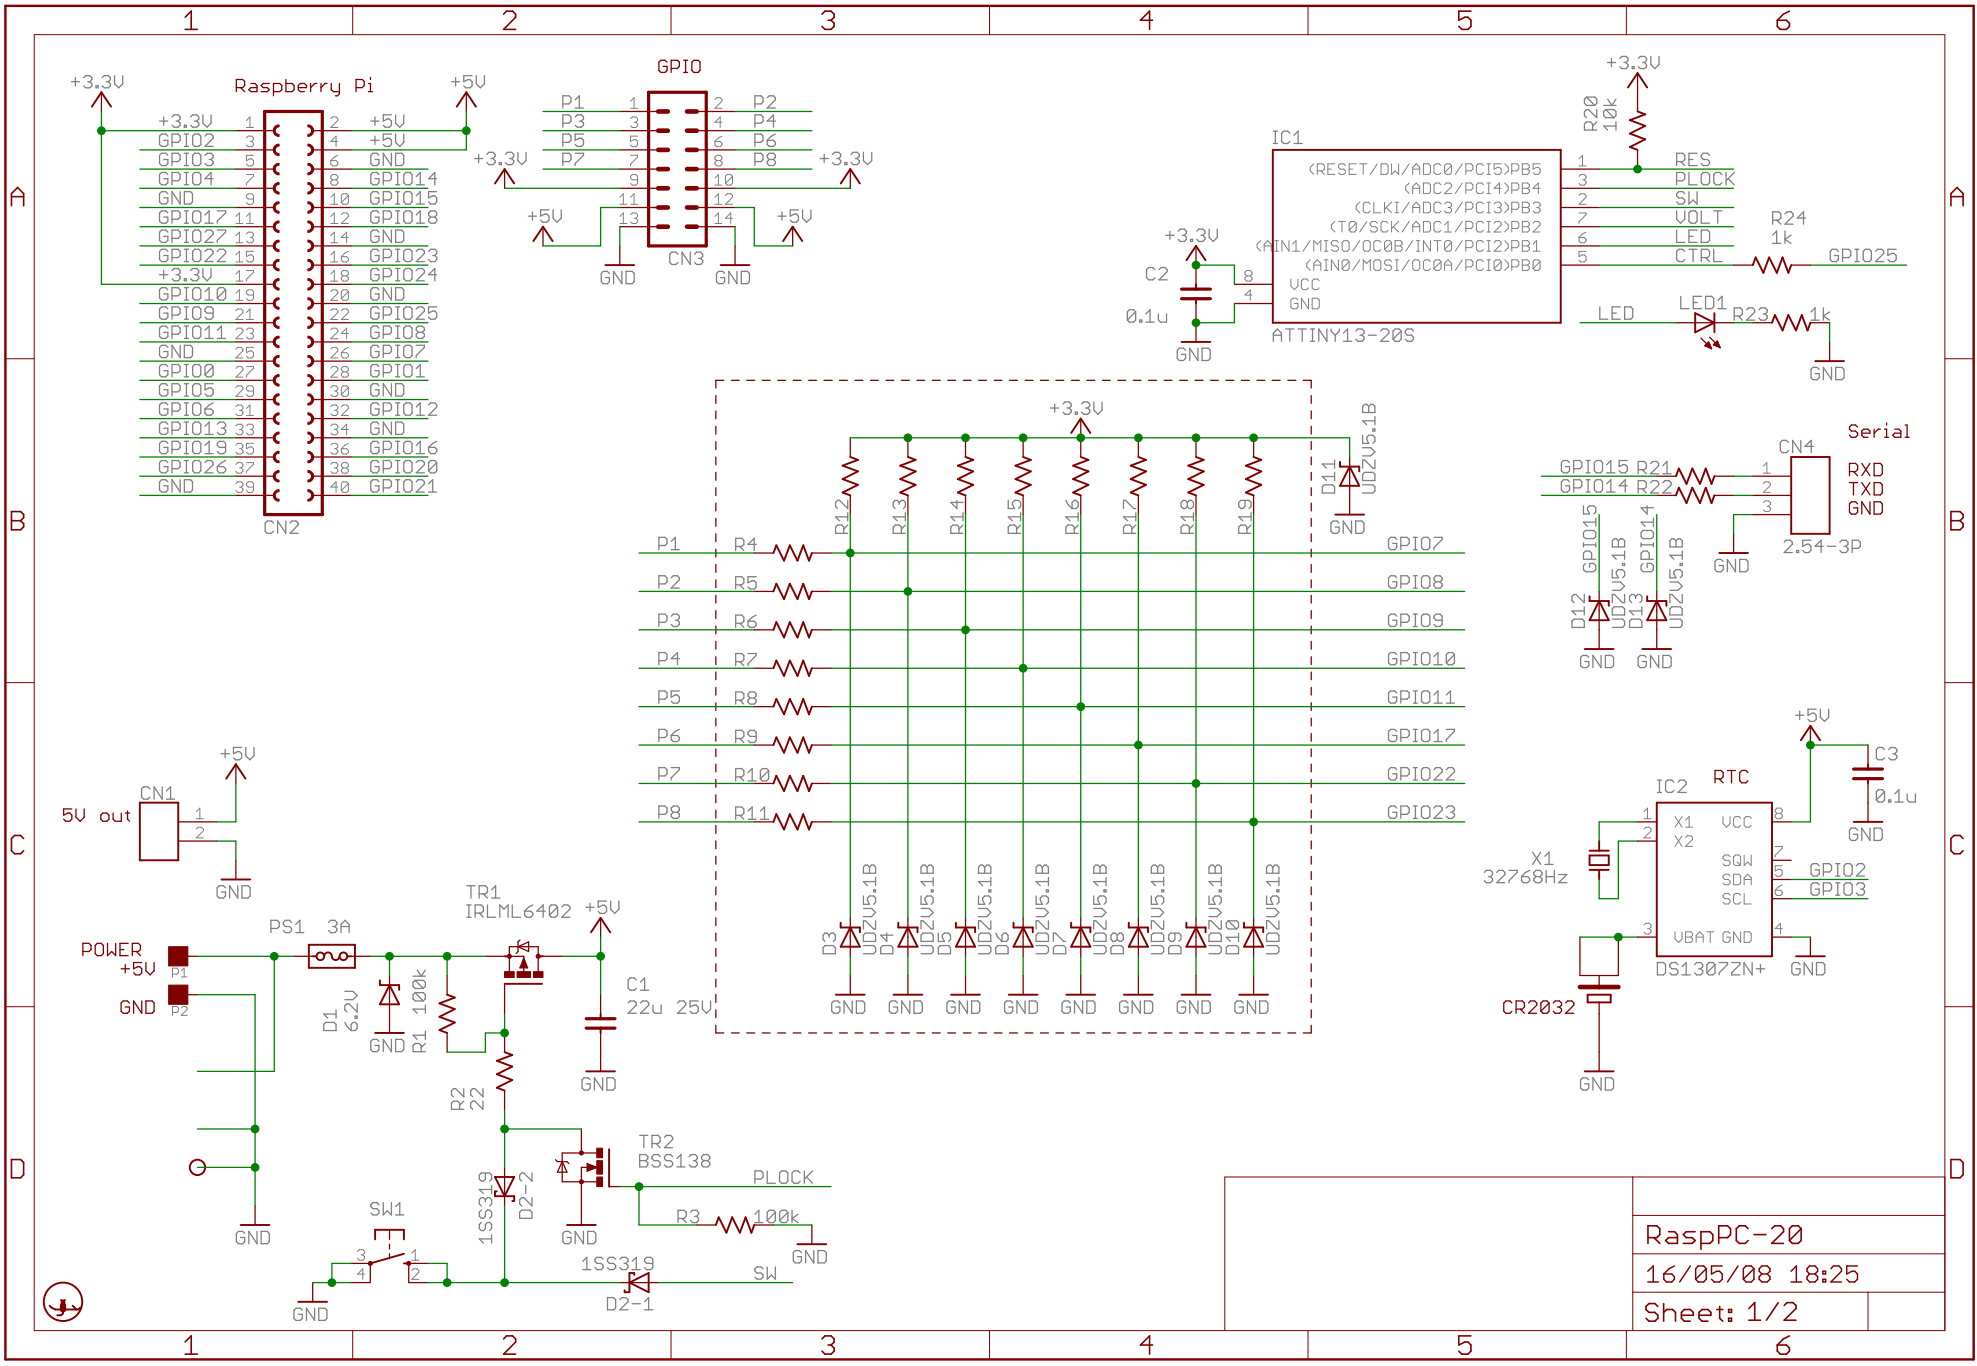 1 2 3 4 5 6
A A
B B
C C
D D
Raspberry Pi
+3.3V +5V
+3.3V 1 2 +5V
GPIO2 3 4 +5V
GPIO3 5 6 GND
GPIO4 7 8 GPIO14
GND 9 10 GPIO15
GPIO17 11 12 GPIO18
GPIO27 13 14 GND
GPIO22 15 16 GPIO23
+3.3V 17 18 GPIO24
GPIO10 19 20 GND
GPIO9 21 22 GPIO25
GPIO11 23 24 GPIO8
GND 25 26 GPIO7
GPIO0 27 28 GPIO1
GPIO5 29 30 GND
GPIO6 31 32 GPIO12
GPIO13 33 34 GND
GPIO19 35 36 GPIO16
GPIO26 37 38 GPIO20
GND 39 40 GPIO21
CN2
GPIO
P1 1 2 P2
P3 3 4 P4
P5 5 6 P6
P7 7 8 P8
+3.3V 9 10 +3.3V
+5V 11 12 +5V
13 14
GND CN3 GND
+3.3V
R20
10k
IC1
(RESET/DW/ADC0/PCI5)PB5 1 RES
(ADC2/PCI4)PB4 3 PLOCK
(CLKI/ADC3/PCI3)PB3 2 SW
(T0/SCK/ADC1/PCI2)PB2 7 VOLT
(AIN1/MISO/OC0B/INT0/PCI2)PB1 6 LED
(AIN0/MOSI/OC0A/PCI0)PB0 5 CTRL
R24
1k
GPIO25
+3.3V
C2
0.1u
GND
8 VCC
4 GND
ATTINY13-20S
LED LED1 R23 1k
GND
+3.3V
R12 R13 R14 R15 R16 R17 R18 R19
D11
UDZV5.1B
GND
P1 R4 GPIO7
P2 R5 GPIO8
P3 R6 GPIO9
P4 R7 GPIO10
P5 R8 GPIO11
P6 R9 GPIO17
P7 R10 GPIO22
P8 R11 GPIO23
D3 UDZV5.1B D4 UDZV5.1B D5 UDZV5.1B D6 UDZV5.1B D7 UDZV5.1B D8 UDZV5.1B D9 UDZV5.1B D10 UDZV5.1B
GND GND GND GND GND GND GND GND
Serial
CN4
GPIO15 R21 1 RXD
GPIO14 R22 2 TXD
3 GND
2.54-3P
GND
GPIO15 GPIO14
D12 UDZV5.1B D13 UDZV5.1B
GND GND
+5V
C3
0.1u
GND
RTC
IC2
1 X1 VCC 8
2 X2
SQW 7
SDA 5 GPIO2
SCL 6 GPIO3
3 VBAT GND 4
DS1307ZN+
GND
X1
32768Hz
CR2032
GND
+5V
CN1
5V out
1
2
GND
POWER
+5V
P1
GND
P2
PS1 3A
D1
6.2V
GND
R1 100k
TR1
IRLML6402
+5V
C1
22u 25V
GND
R2
22
TR2
BSS138
PLOCK
R3 100k
GND
GND
GND
1SS319
D2-2
SW1
3 1
4 2
GND
1SS319
D2-1
SW
RaspPC-20
16/05/08 18:25
Sheet: 1/2
1 2 3 4 5 6